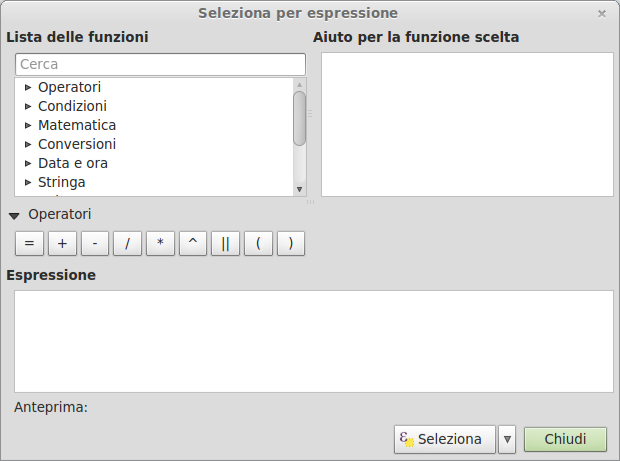 Seleziona per espressione
Lista delle funzioni
Aiuto per la funzione scelta
Cerca
Operatori
Condizioni
Matematica
Conversioni
Data e ora
Stringa
Operatori
= + - / * ^ || ( )
Espressione
Anteprima:
Seleziona
Chiudi